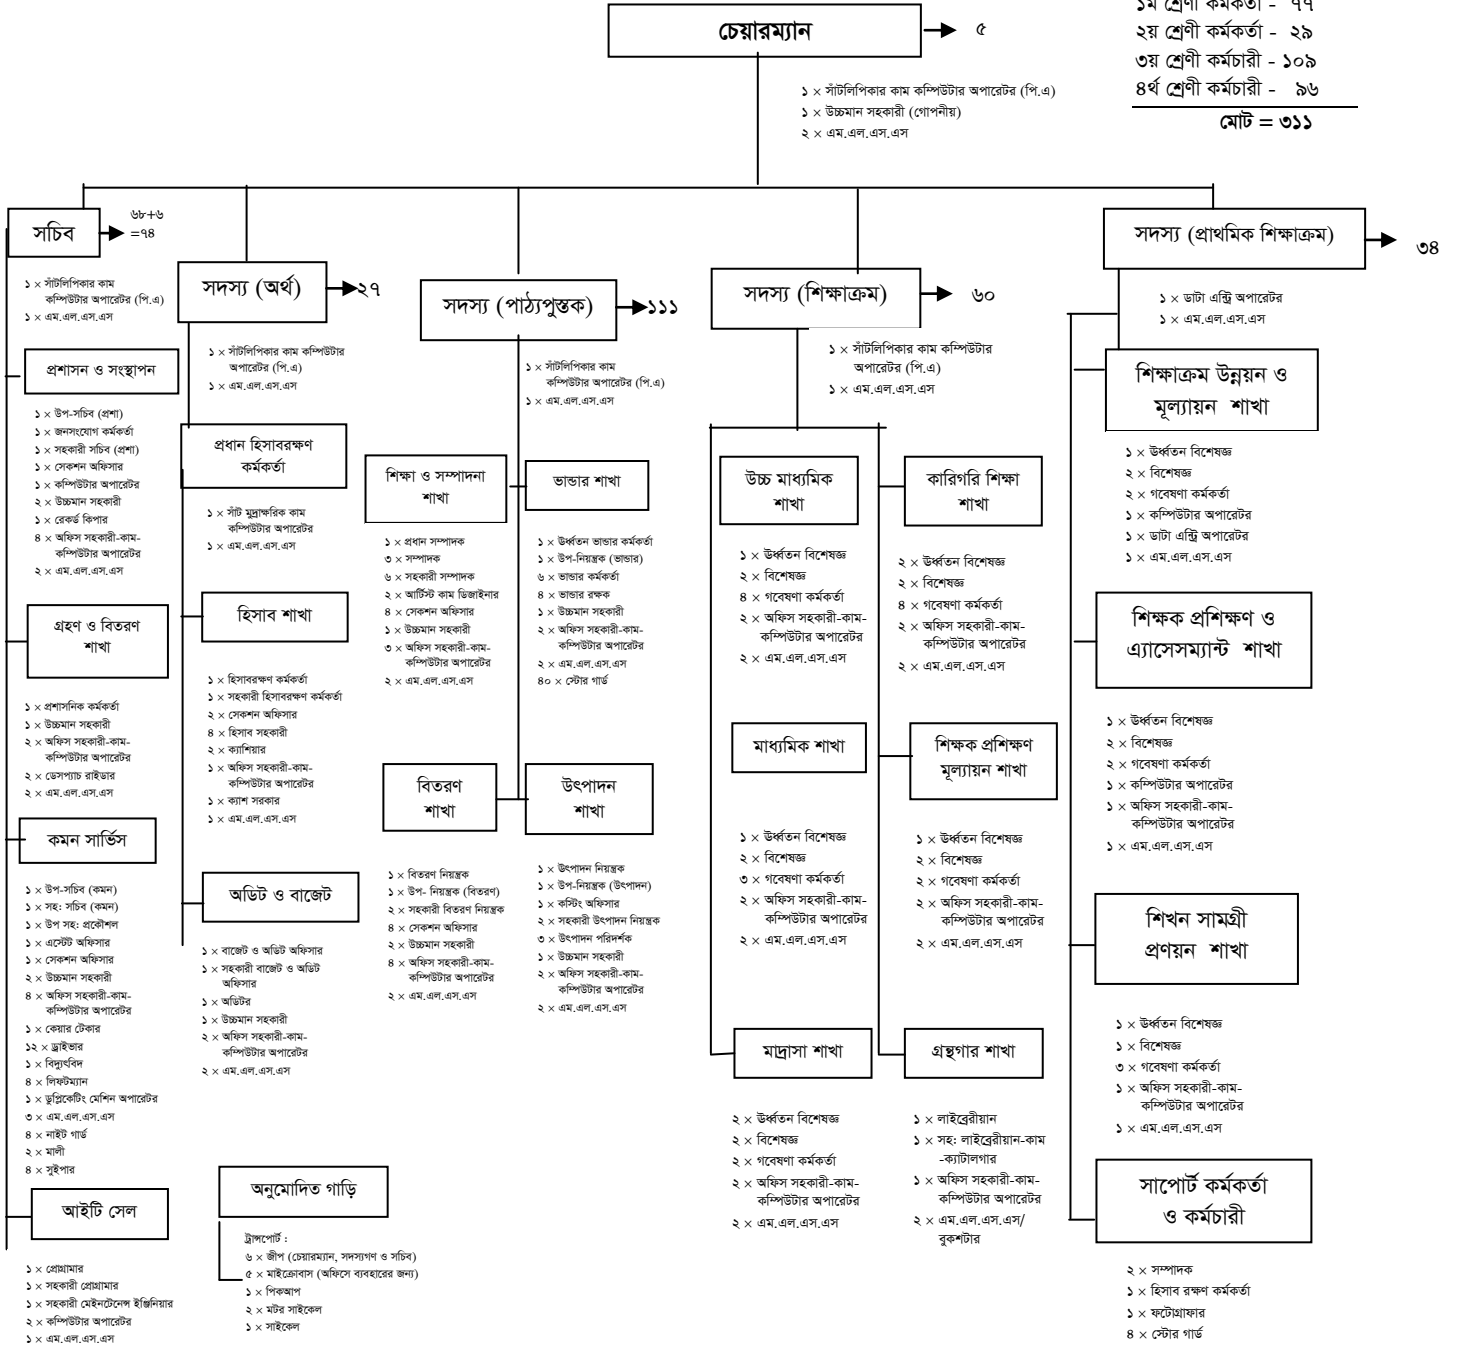 চেয়ারম্যান
৫
১ × সাঁটলিপিকার কাম কম্পিউটার অপারেটর (পি.এ)
১ × উচ্চমান সহকারী (গোপনীয়)
২ × এম.এল.এস.এস
১ম শ্রেণী কর্মকর্তা - ৭৭
২য় শ্রেণী কর্মকর্তা - ২৯
৩য় শ্রেণী কর্মচারী - ১০৯
৪র্থ শ্রেণী কর্মচারী - ৯৬
মোট = ৩১১
সচিব
৬৮+৬
=৭৪
১ × সাঁটলিপিকার কাম
কম্পিউটার অপারেটর (পি.এ)
১ × এম.এল.এস.এস
প্রশাসন ও সংস্থাপন
১ × উপ-সচিব (প্রশা)
১ × জনসংযোগ কর্মকর্তা
১ × সহকারী সচিব (প্রশা)
১ × সেকশন অফিসার
১ × কম্পিউটার অপারেটর
২ × উচ্চমান সহকারী
১ × রেকর্ড কিপার
৪ × অফিস সহকারী-কাম-
কম্পিউটার অপারেটর
২ × এম.এল.এস.এস
গ্রহণ ও বিতরণ
শাখা
১ × প্রশাসনিক কর্মকর্তা
১ × উচ্চমান সহকারী
২ × অফিস সহকারী-কাম-
কম্পিউটার অপারেটর
২ × ডেসপ্যাচ রাইডার
২ × এম.এল.এস.এস
কমন সার্ভিস
১ × উপ-সচিব (কমন)
১ × সহ: সচিব (কমন)
১ × উপ সহ: প্রকৌশল
১ × এস্টেট অফিসার
১ × সেকশন অফিসার
২ × উচ্চমান সহকারী
৪ × অফিস সহকারী-কাম-
কম্পিউটার অপারেটর
১ × কেয়ার টেকার
১২ × ড্রাইভার
১ × বিদ্যুৎবিদ
৪ × লিফটম্যান
১ × ডুপ্লিকেটিং মেশিন অপারেটর
৩ × এম.এল.এস.এস
৪ × নাইট গার্ড
২ × মালী
৪ × সুইপার
আইটি সেল
১ × প্রোগ্রামার
১ × সহকারী প্রোগ্রামার
১ × সহকারী মেইনটেনেন্স ইঞ্জিনিয়ার
২ × কম্পিউটার অপারেটর
১ × এম.এল.এস.এস
সদস্য (অর্থ)
২৭
১ × সাঁটলিপিকার কাম কম্পিউটার
অপারেটর (পি.এ)
১ × এম.এল.এস.এস
প্রধান হিসাবরক্ষণ
কর্মকর্তা
১ × সাঁট মুদ্রাক্ষরিক কাম
কম্পিউটার অপারেটর
১ × এম.এল.এস.এস
হিসাব শাখা
১ × হিসাবরক্ষণ কর্মকর্তা
১ × সহকারী হিসাবরক্ষণ কর্মকর্তা
২ × সেকশন অফিসার
৪ × হিসাব সহকারী
২ × ক্যাশিয়ার
১ × অফিস সহকারী-কাম-
কম্পিউটার অপারেটর
১ × ক্যাশ সরকার
১ × এম.এল.এস.এস
অডিট ও বাজেট
১ × বাজেট ও অডিট অফিসার
১ × সহকারী বাজেট ও অডিট
অফিসার
১ × অডিটর
১ × উচ্চমান সহকারী
২ × অফিস সহকারী-কাম-
কম্পিউটার অপারেটর
২ × এম.এল.এস.এস
অনুমোদিত গাড়ি
ট্রান্সপোর্ট :
৬ × জীপ (চেয়ারম্যান, সদস্যগণ ও সচিব)
৫ × মাইক্রোবাস (অফিসে ব্যবহারের জন্য)
১ × পিকআপ
২ × মটর সাইকেল
১ × সাইকেল
সদস্য (পাঠ্যপুস্তক)
১১১
১ × সাঁটলিপিকার কাম
কম্পিউটার অপারেটর (পি.এ)
১ × এম.এল.এস.এস
শিক্ষা ও সম্পাদনা
শাখা
১ × প্রধান সম্পাদক
৩ × সম্পাদক
৬ × সহকারী সম্পাদক
২ × আর্টিস্ট কাম ডিজাইনার
৪ × সেকশন অফিসার
১ × উচ্চমান সহকারী
৩ × অফিস সহকারী-কাম-
কম্পিউটার অপারেটর
২ × এম.এল.এস.এস
ভান্ডার শাখা
১ × উর্ধ্বতন ভান্ডার কর্মকর্তা
১ × উপ-নিয়ন্ত্রক (ভান্ডার)
৬ × ভান্ডার কর্মকর্তা
৪ × ভান্ডার রক্ষক
১ × উচ্চমান সহকারী
২ × অফিস সহকারী-কাম-
কম্পিউটার অপারেটর
২ × এম.এল.এস.এস
৪০ × স্টোর গার্ড
বিতরণ
শাখা
১ × বিতরণ নিয়ন্ত্রক
১ × উপ- নিয়ন্ত্রক (বিতরণ)
২ × সহকারী বিতরণ নিয়ন্ত্রক
৪ × সেকশন অফিসার
২ × উচ্চমান সহকারী
৪ × অফিস সহকারী-কাম-
কম্পিউটার অপারেটর
২ × এম.এল.এস.এস
উৎপাদন
শাখা
১ × উৎপাদন নিয়ন্ত্রক
১ × উপ-নিয়ন্ত্রক (উৎপাদন)
১ × কস্টিং অফিসার
২ × সহকারী উৎপাদন নিয়ন্ত্রক
৩ × উৎপাদন পরিদর্শক
১ × উচ্চমান সহকারী
২ × অফিস সহকারী-কাম-
কম্পিউটার অপারেটর
২ × এম.এল.এস.এস
সদস্য (শিক্ষাক্রম)
৬০
১ × সাঁটলিপিকার কাম কম্পিউটার
অপারেটর (পি.এ)
১ × এম.এল.এস.এস
উচ্চ মাধ্যমিক
শাখা
১ × উর্ধ্বতন বিশেষজ্ঞ
২ × বিশেষজ্ঞ
৪ × গবেষণা কর্মকর্তা
২ × অফিস সহকারী-কাম-
কম্পিউটার অপারেটর
২ × এম.এল.এস.এস
কারিগরি শিক্ষা
শাখা
২ × উর্ধ্বতন বিশেষজ্ঞ
২ × বিশেষজ্ঞ
৪ × গবেষণা কর্মকর্তা
২ × অফিস সহকারী-কাম-
কম্পিউটার অপারেটর
২ × এম.এল.এস.এস
মাধ্যমিক শাখা
১ × উর্ধ্বতন বিশেষজ্ঞ
২ × বিশেষজ্ঞ
৩ × গবেষণা কর্মকর্তা
২ × অফিস সহকারী-কাম-
কম্পিউটার অপারেটর
২ × এম.এল.এস.এস
শিক্ষক প্রশিক্ষণ
মূল্যায়ন শাখা
১ × উর্ধ্বতন বিশেষজ্ঞ
২ × বিশেষজ্ঞ
২ × গবেষণা কর্মকর্তা
২ × অফিস সহকারী-কাম-
কম্পিউটার অপারেটর
২ × এম.এল.এস.এস
মাদ্রাসা শাখা
২ × উর্ধ্বতন বিশেষজ্ঞ
২ × বিশেষজ্ঞ
২ × গবেষণা কর্মকর্তা
২ × অফিস সহকারী-কাম-
কম্পিউটার অপারেটর
২ × এম.এল.এস.এস
গ্রন্থগার শাখা
১ × লাইব্রেরীয়ান
১ × সহ: লাইব্রেরীয়ান-কাম
-ক্যাটালগার
১ × অফিস সহকারী-কাম-
কম্পিউটার অপারেটর
২ × এম.এল.এস.এস/
বুকশটার
সদস্য (প্রাথমিক শিক্ষাক্রম)
৩৪
১ × ডাটা এন্ট্রি অপারেটর
১ × এম.এল.এস.এস
শিক্ষাক্রম উন্নয়ন ও
মূল্যায়ন শাখা
১ × উর্ধ্বতন বিশেষজ্ঞ
২ × বিশেষজ্ঞ
২ × গবেষণা কর্মকর্তা
১ × কম্পিউটার অপারেটর
১ × ডাটা এন্ট্রি অপারেটর
১ × এম.এল.এস.এস
শিক্ষক প্রশিক্ষণ ও
এ্যাসেসম্যান্ট শাখা
১ × উর্ধ্বতন বিশেষজ্ঞ
২ × বিশেষজ্ঞ
২ × গবেষণা কর্মকর্তা
১ × কম্পিউটার অপারেটর
১ × অফিস সহকারী-কাম-
কম্পিউটার অপারেটর
১ × এম.এল.এস.এস
শিখন সামগ্রী
প্রণয়ন শাখা
১ × উর্ধ্বতন বিশেষজ্ঞ
১ × বিশেষজ্ঞ
৩ × গবেষণা কর্মকর্তা
১ × অফিস সহকারী-কাম-
কম্পিউটার অপারেটর
১ × এম.এল.এস.এস
সাপোর্ট কর্মকর্তা
ও কর্মচারী
২ × সম্পাদক
১ × হিসাব রক্ষণ কর্মকর্তা
১ × ফটোগ্রাফার
৪ × স্টোর গার্ড